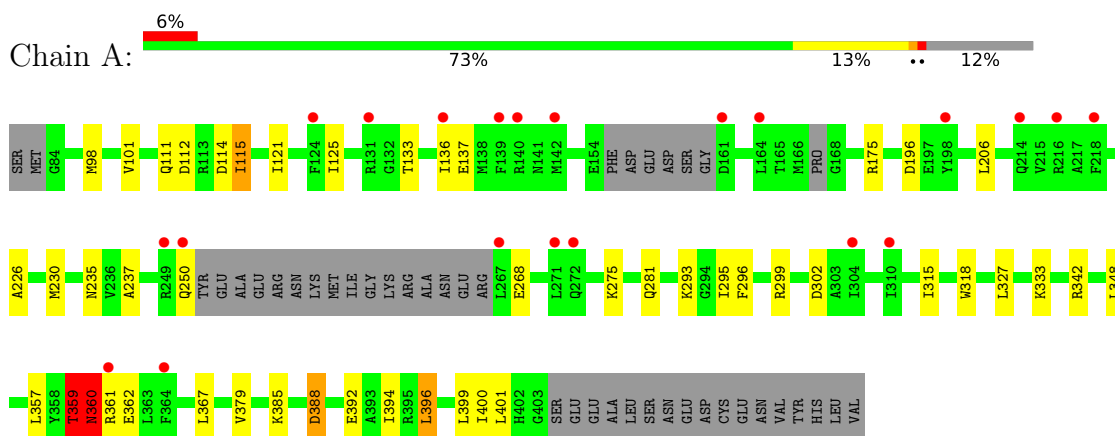 6%
Chain A:
73% 13% •• 12%
SER MET G84 M98 V101 Q111 D112 R113 D114 I115 I121 F124 I125 R131 G132 T133 I136 E137 M138 F139 R140 N141 M142 E154 PHE ASP GLU ASP SER GLY D161 L164 T165 M166 PRO G168 R175 D196 E197 Y198 L206 Q214 V215 R216 A217 F218
A226 M230 N235 V236 A237 R249 Q250 TYR GLU ALA GLU ARG ASN LYS MET ILE GLY LYS ARG ALA ASN GLU ARG L267 E268 L271 Q272 K275 Q281 K293 G294 I295 F296 R299 D302 A303 I304 I310 I315 W318 L327 K333 R342 L348
L357 Y358 T359 N360 R361 E362 L363 F364 L367 V379 K385 D388 E392 A393 I394 R395 L396 L399 I400 L401 H402 G403 SER GLU GLU ALA LEU SER ASN GLU ASP CYS GLU ASN VAL TYR HIS LEU VAL